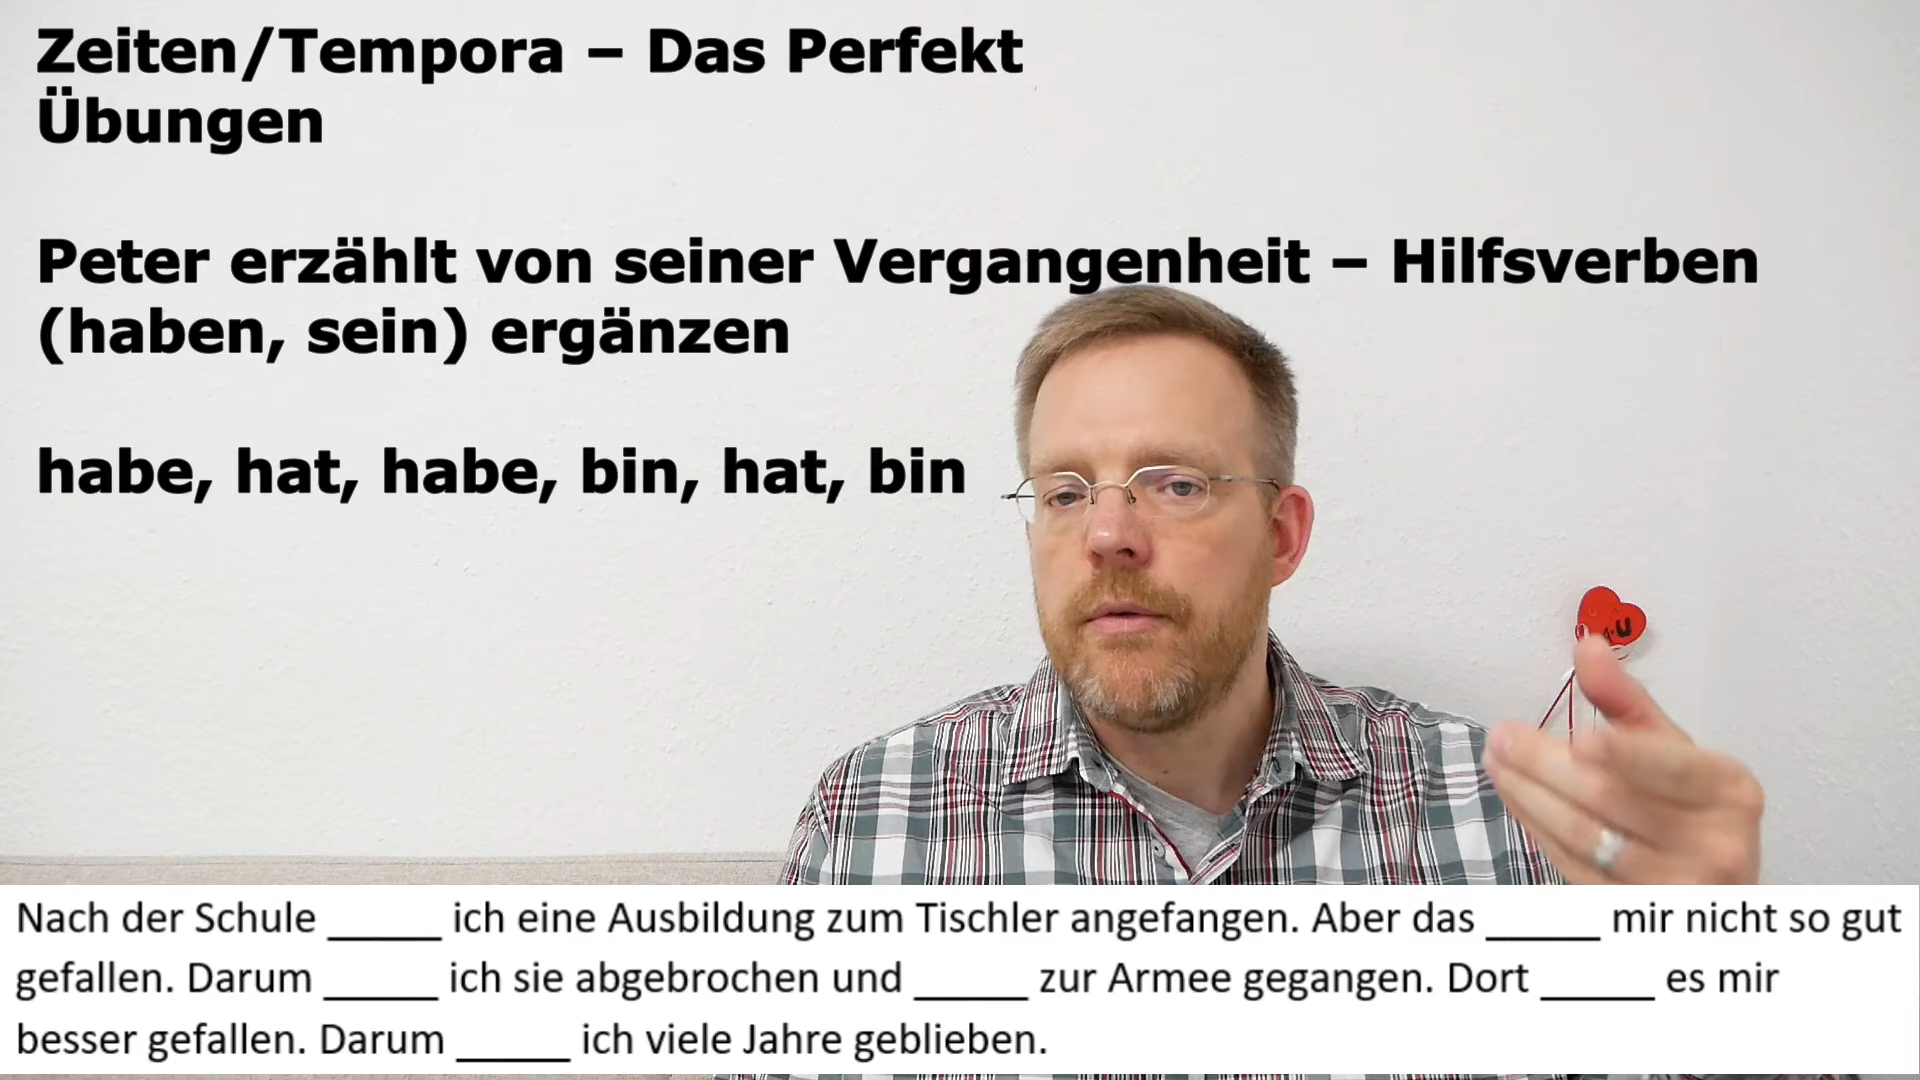 Zeiten/Tempora – Das Perfekt
Übungen
Peter erzählt von seiner Vergangenheit – Hilfsverben
(haben, sein) ergänzen
habe, hat, habe, bin, hat, bin
U
Nach der Schule _____ ich eine Ausbildung zum Tischler angefangen. Aber das _____ mir nicht so gut
gefallen. Darum _____ ich sie abgebrochen und _____ zur Armee gegangen. Dort _____ es mir
besser gefallen. Darum _____ ich viele Jahre geblieben.